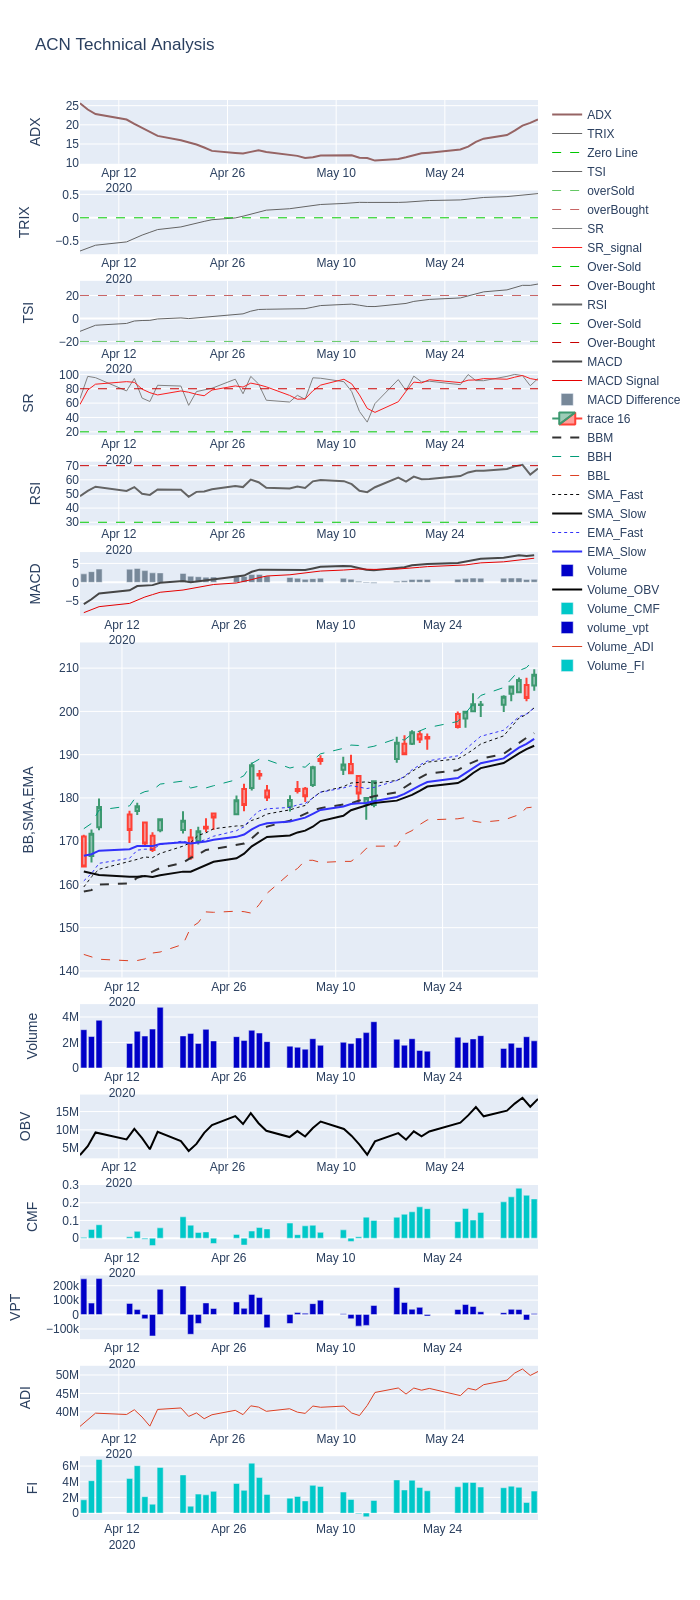 ACN Technical Analysis
ADX
25
20
15
10
Apr 12
2020
Apr 26
May 10
May 24
TRIX
0.5
0
−0.5
Apr 12
2020
Apr 26
May 10
May 24
TSI
20
0
−20
Apr 12
2020
Apr 26
May 10
May 24
SR
100
80
60
40
20
Apr 12
2020
Apr 26
May 10
May 24
RSI
70
60
50
40
30
Apr 12
2020
Apr 26
May 10
May 24
MACD
5
0
−5
Apr 12
2020
Apr 26
May 10
May 24
BB,SMA,EMA
210
200
190
180
170
160
150
140
Apr 12
2020
Apr 26
May 10
May 24
Volume
4M
2M
0
Apr 12
2020
Apr 26
May 10
May 24
OBV
15M
10M
5M
Apr 12
2020
Apr 26
May 10
May 24
CMF
0.3
0.2
0.1
0
Apr 12
2020
Apr 26
May 10
May 24
VPT
200k
100k
0
−100k
Apr 12
2020
Apr 26
May 10
May 24
ADI
50M
45M
40M
Apr 12
2020
Apr 26
May 10
May 24
FI
6M
4M
2M
0
Apr 12
2020
Apr 26
May 10
May 24
ADX
TRIX
Zero Line
TSI
overSold
overBought
SR
SR_signal
Over-Sold
Over-Bought
RSI
Over-Sold
Over-Bought
MACD
MACD Signal
MACD Difference
trace 16
BBM
BBH
BBL
SMA_Fast
SMA_Slow
EMA_Fast
EMA_Slow
Volume
Volume_OBV
Volume_CMF
volume_vpt
Volume_ADI
Volume_FI